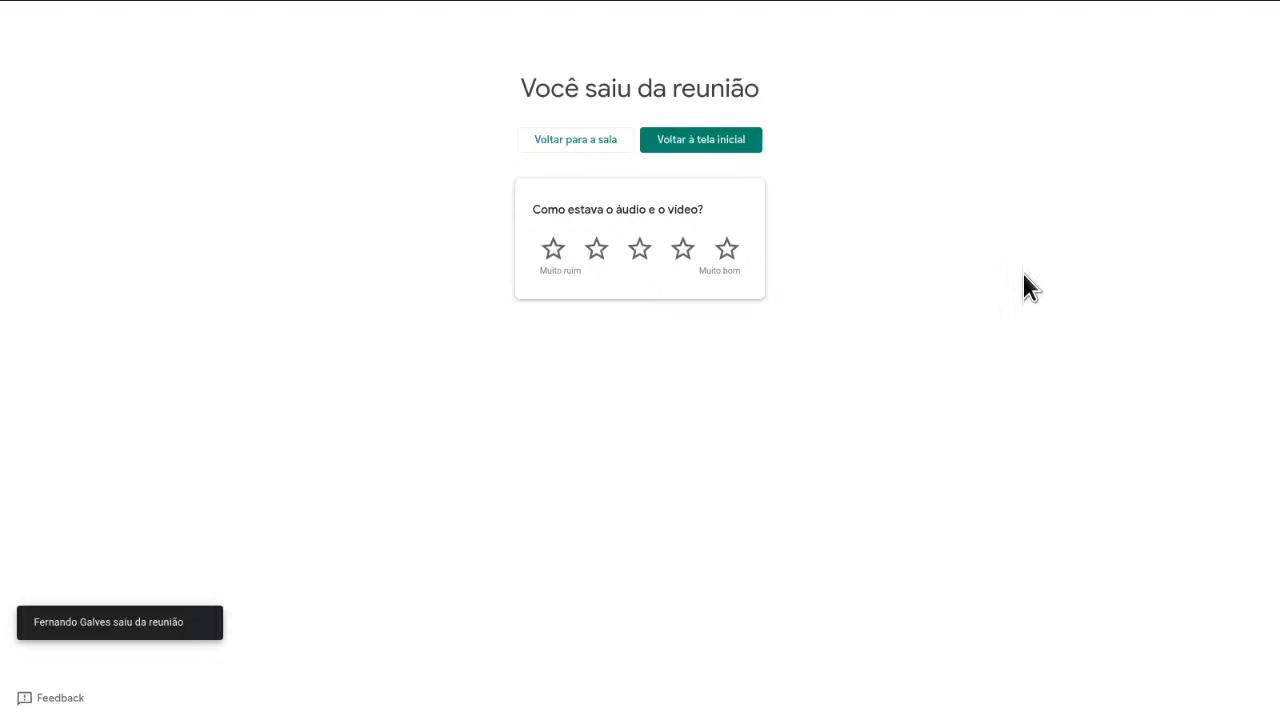 Você saiu da reunião
Voltar para a sala
Voltar à tela inicial
Como estava o áudio e o vídeo?
Muito ruim
Muito bom
Fernando Galves saiu da reunião
Feedback